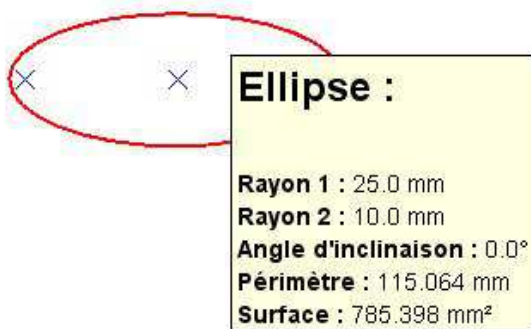 Ellipse :
Rayon 1 : 25.0 mm
Rayon 2 : 10.0 mm
Angle d'inclinaison : 0.0°
Périmètre : 115.064 mm
Surface : 785.398 mm²